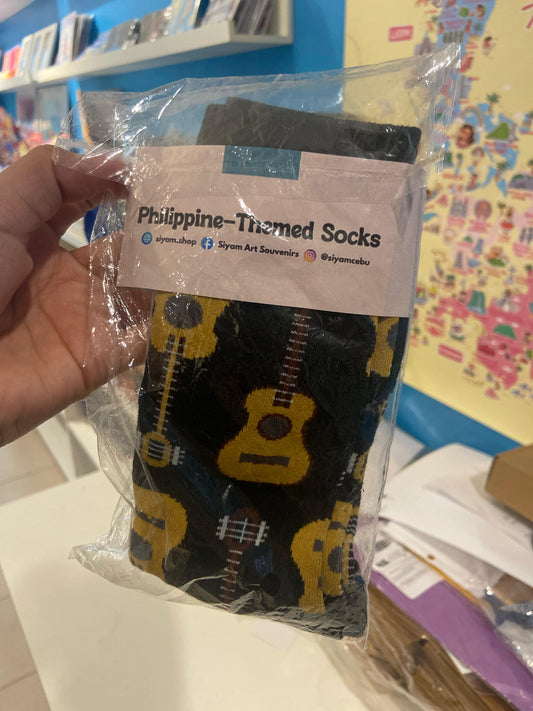 Philippine-Themed Socks
siyam.shop Siyam Art Souvenirs @siyamcebu